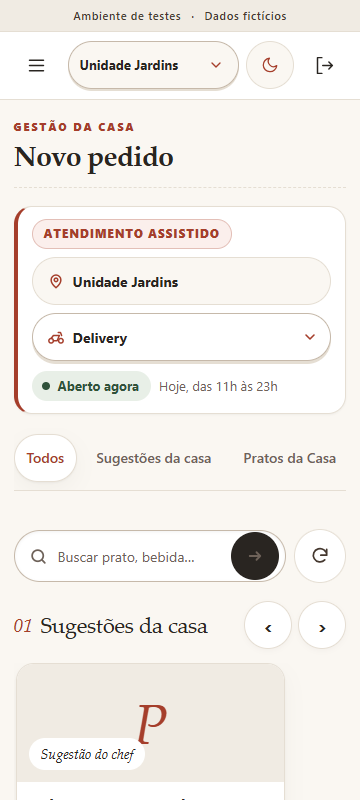 Ambiente de testes · Dados fictícios
Unidade Jardins
GESTÃO DA CASA
Novo pedido
ATENDIMENTO ASSISTIDO
Unidade Jardins
Delivery
Aberto agora Hoje, das 11h às 23h
Todos Sugestões da casa Pratos da Casa
Buscar prato, bebida...
01 Sugestões da casa
P
Sugestão do chef